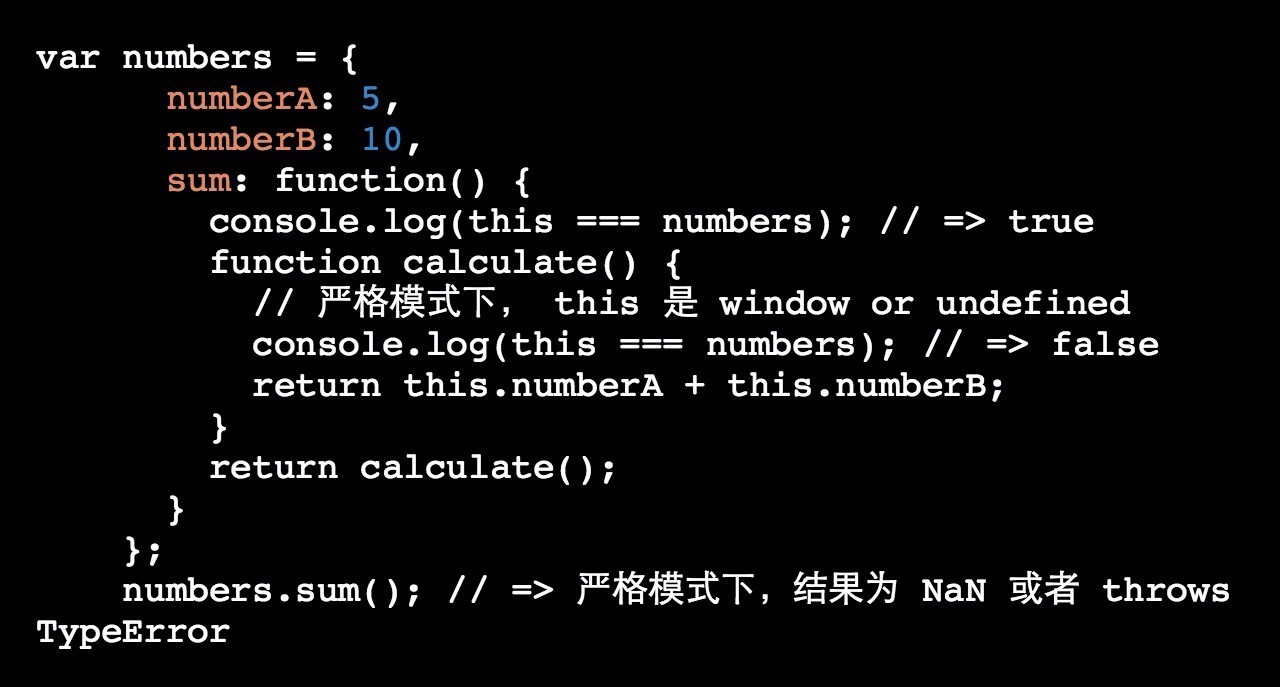 var numbers = {
      numberA: 5,
      numberB: 10,
      sum: function() {
        console.log(this === numbers); // => true
        function calculate() {
          // 严格模式下， this 是 window or undefined
          console.log(this === numbers); // => false
          return this.numberA + this.numberB;
        }
        return calculate();
      }
    };
    numbers.sum(); // => 严格模式下，结果为 NaN 或者 throws
TypeError